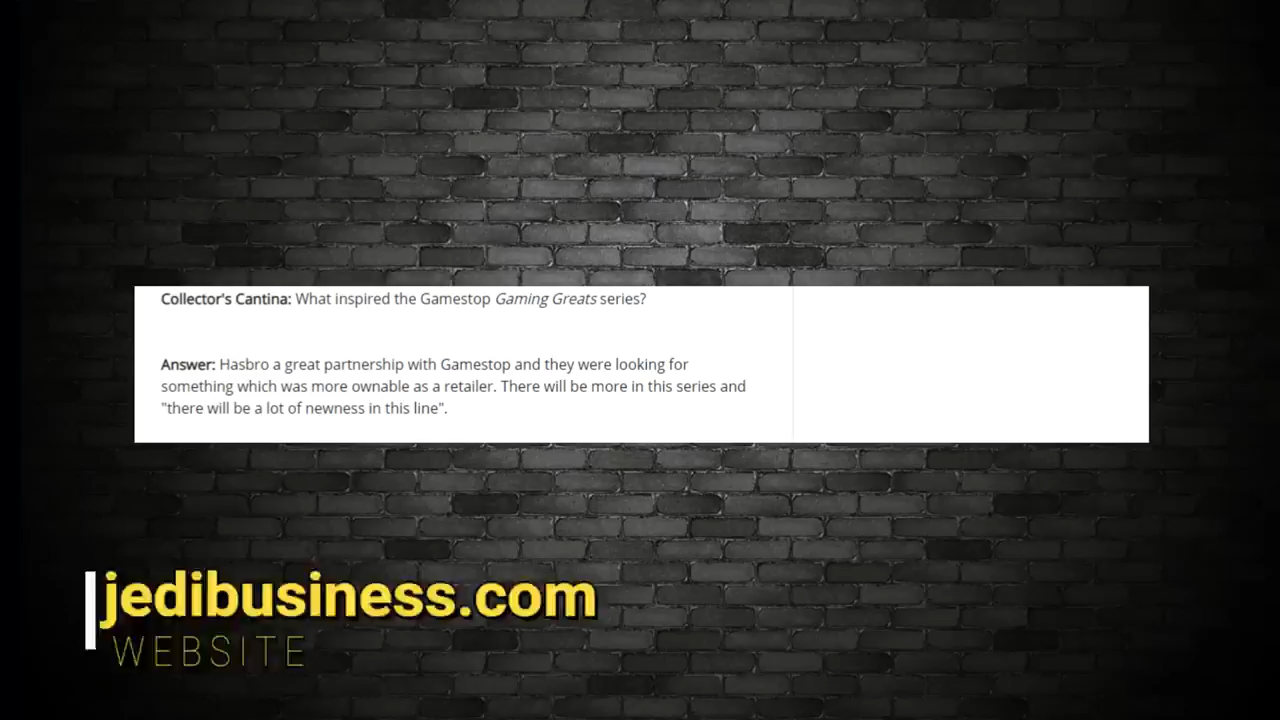 Collector's Cantina: What inspired the Gamestop Gaming Greats series?
Answer: Hasbro a great partnership with Gamestop and they were looking for
something which was more ownable as a retailer. There will be more in this series and
"there will be a lot of newness in this line".
jedibusiness.com
WEBSITE